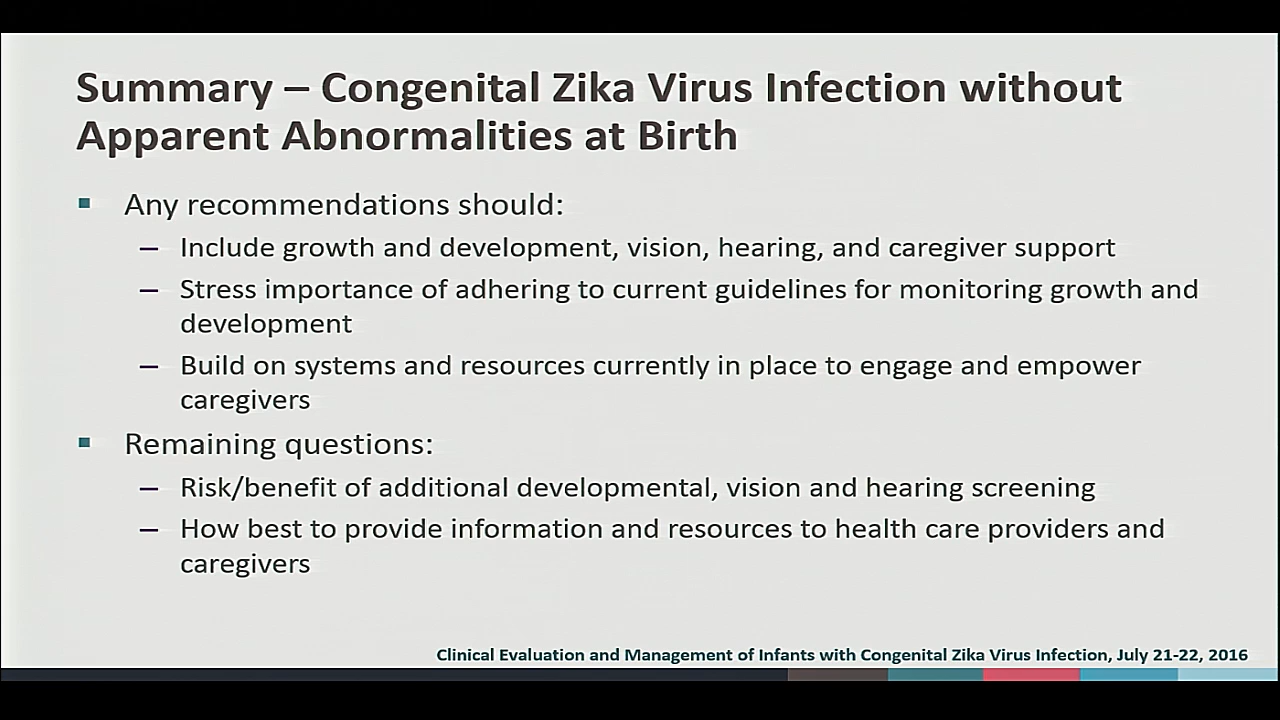 Summary – Congenital Zika Virus Infection without
Apparent Abnormalities at Birth
▪ Any recommendations should:
– Include growth and development, vision, hearing, and caregiver support
– Stress importance of adhering to current guidelines for monitoring growth and
development
– Build on systems and resources currently in place to engage and empower
caregivers
▪ Remaining questions:
– Risk/benefit of additional developmental, vision and hearing screening
– How best to provide information and resources to health care providers and
caregivers
Clinical Evaluation and Management of Infants with Congenital Zika Virus Infection, July 21-22, 2016